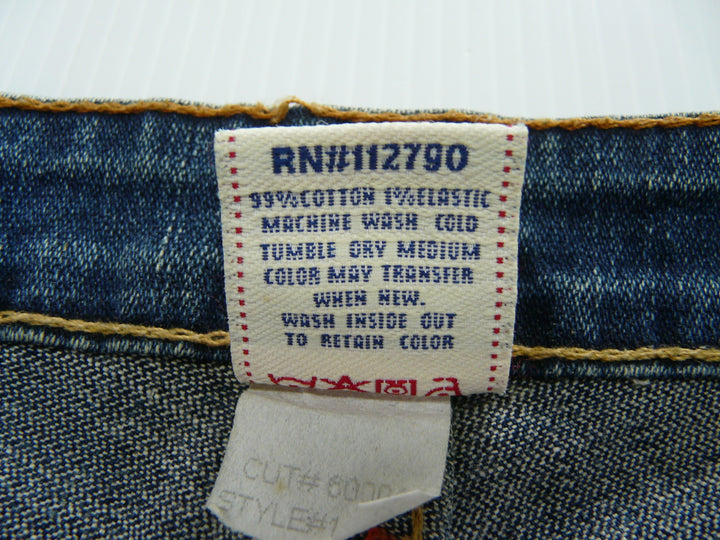 RN#112790
99%COTTON 1%ELASTIC
MACHINE WASH COLD
TUMBLE DRY MEDIUM
COLOR MAY TRANSFER
WHEN NEW.
WASH INSIDE OUT
TO RETAIN COLOR
CUT# 6000
STYLE#1